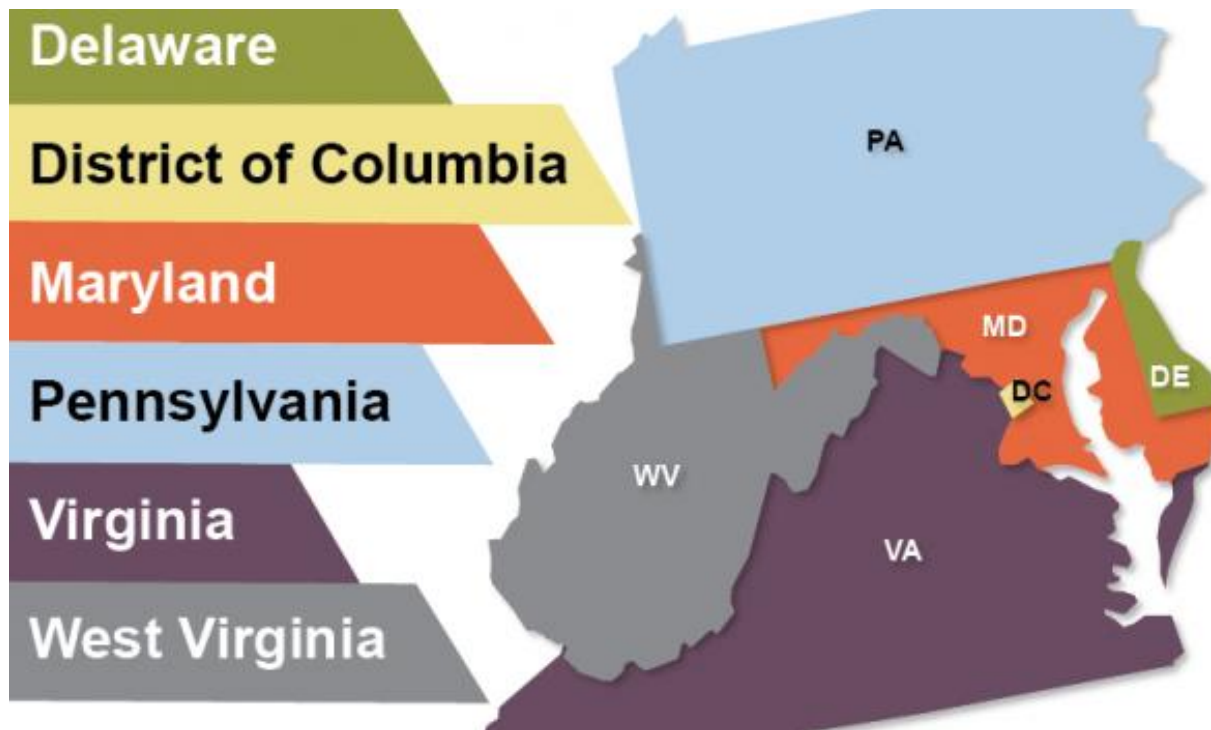 Delaware
District of Columbia
Maryland
Pennsylvania
Virginia
West Virginia
PA
MD
DE
DC
WV
VA